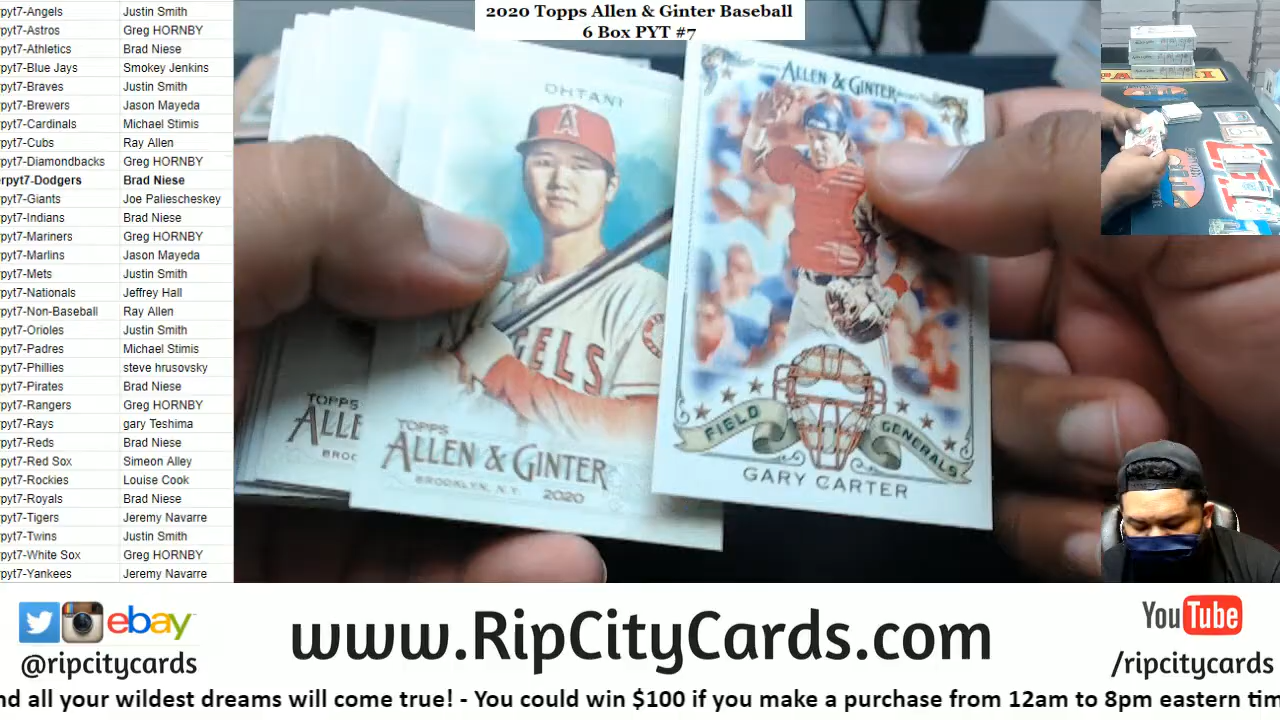 pyt7-Angels Justin Smith
pyt7-Astros Greg HORNBY
pyt7-Athletics Brad Niese
pyt7-Blue Jays Smokey Jenkins
pyt7-Braves Justin Smith
pyt7-Brewers Jason Mayeda
pyt7-Cardinals Michael Stimis
pyt7-Cubs Ray Allen
pyt7-Diamondbacks Greg HORNBY
erpyt7-Dodgers Brad Niese
pyt7-Giants Joe Paliescheskey
pyt7-Indians Brad Niese
pyt7-Mariners Greg HORNBY
pyt7-Marlins Jason Mayeda
pyt7-Mets Justin Smith
pyt7-Nationals Jeffrey Hall
pyt7-Non-Baseball Ray Allen
pyt7-Orioles Justin Smith
pyt7-Padres Michael Stimis
pyt7-Phillies steve hrusovsky
pyt7-Pirates Brad Niese
pyt7-Rangers Greg HORNBY
pyt7-Rays gary Teshima
pyt7-Reds Brad Niese
pyt7-Red Sox Simeon Alley
pyt7-Rockies Louise Cook
pyt7-Royals Brad Niese
pyt7-Tigers Jeremy Navarre
pyt7-Twins Justin Smith
pyt7-White Sox Greg HORNBY
pyt7-Yankees Jeremy Navarre
2020 Topps Allen & Ginter Baseball
6 Box PYT #7
OHTANI
A
ANGELS
TOPPS
ALLEN & GINTER
BROOKLYN, N.Y. 2020
TOPPS
ALLE
BROO
ALLEN & GINTER
FIELD GENERALS
GARY CARTER
ebay
@ripcitycards
www.RipCityCards.com
YouTube
/ripcitycards
nd all your wildest dreams will come true! - You could win $100 if you make a purchase from 12am to 8pm eastern tim